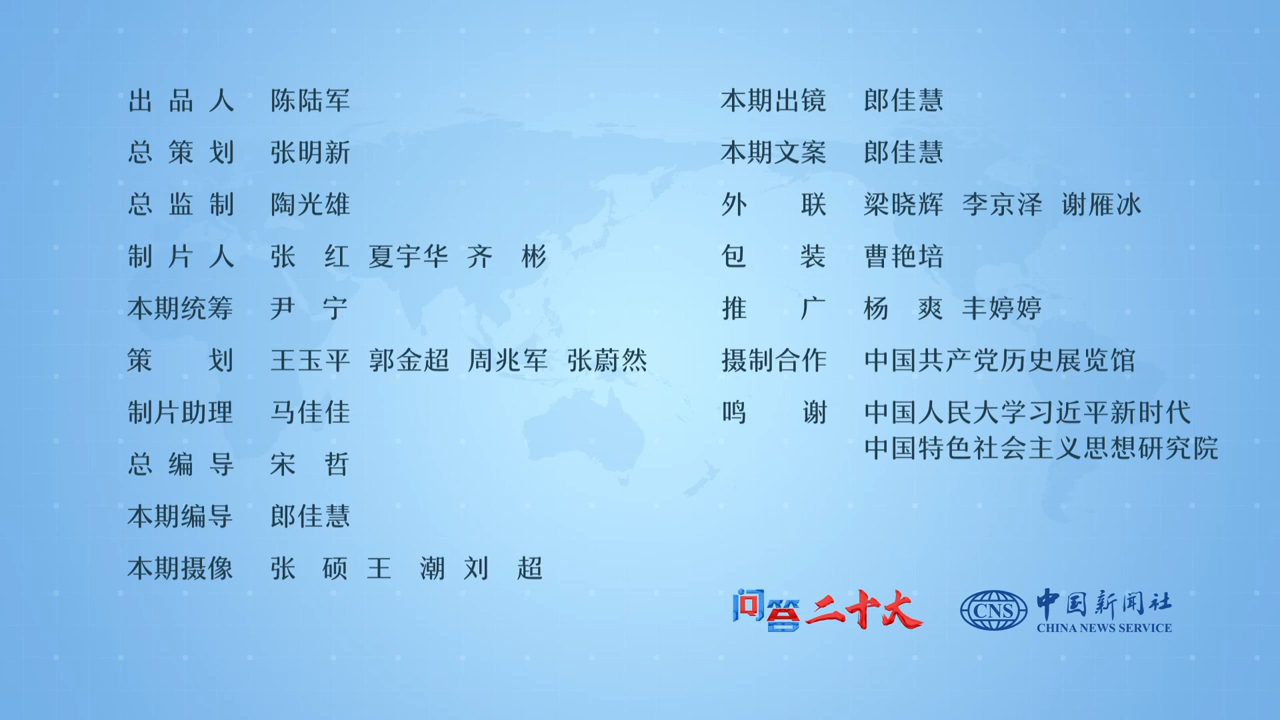 出品人 陈陆军
总策划 张明新
总监制 陶光雄
制片人 张红 夏宇华 齐彬
本期统筹 尹宁
策划 王玉平 郭金超 周兆军 张蔚然
制片助理 马佳佳
总编导 宋哲
本期编导 郎佳慧
本期摄像 张硕 王潮 刘超
本期出镜 郎佳慧
本期文案 郎佳慧
外联 梁晓辉 李京泽 谢雁冰
包装 曹艳培
推广 杨爽 丰婷婷
摄制合作 中国共产党历史展览馆
鸣谢 中国人民大学习近平新时代
中国特色社会主义思想研究院
问答二十大
CNS 中国新闻社
CHINA NEWS SERVICE